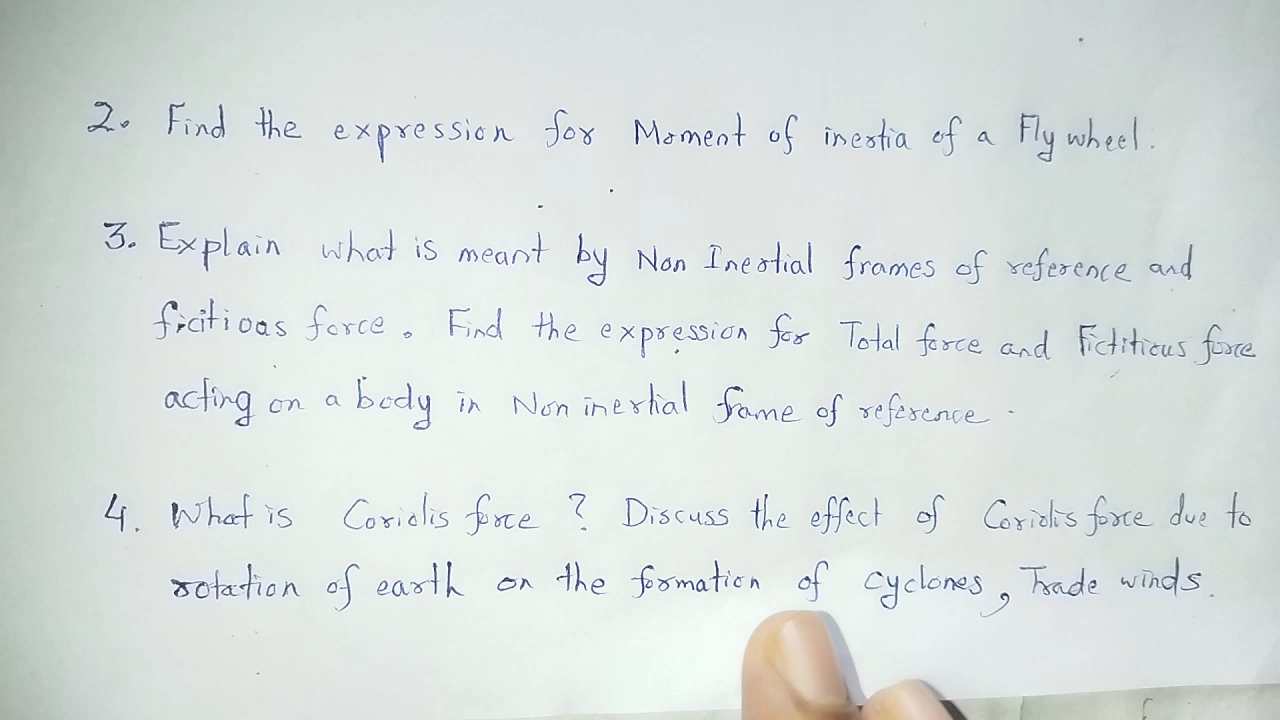 2. Find the expression for Moment of inertia of a Fly wheel.
3. Explain what is meant by Non Inertial frames of reference and
ficitious force. Find the expression for Total force and Fictitious force
acting on a body in Non inertial frame of reference.
4. What is Coriolis force? Discuss the effect of Coriolis force due to
rotation of earth on the formation of cyclones, Trade winds.